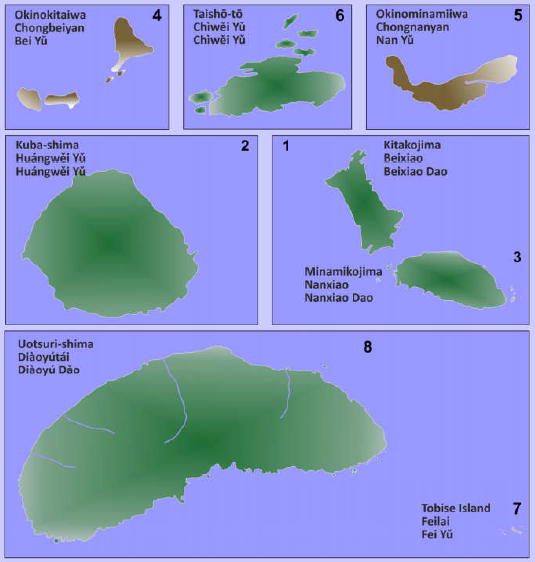 Okinokitaiwa
Chongbeiyan
Bei Yǔ
4
Taishō-tō
Chìwěi Yǔ
Chìwěi Yǔ
6
Okinominamiiwa
Chongnanyan
Nan Yǔ
5
Kuba-shima
Huángwěi Yǔ
Huángwěi Yǔ
2
1
Kitakojima
Beixiao
Beixiao Dao
Minamikojima
Nanxiao
Nanxiao Dao
3
Uotsuri-shima
Diàoyútái
Diàoyú Dǎo
8
Tobise Island
Feilai
Fei Yǔ
7